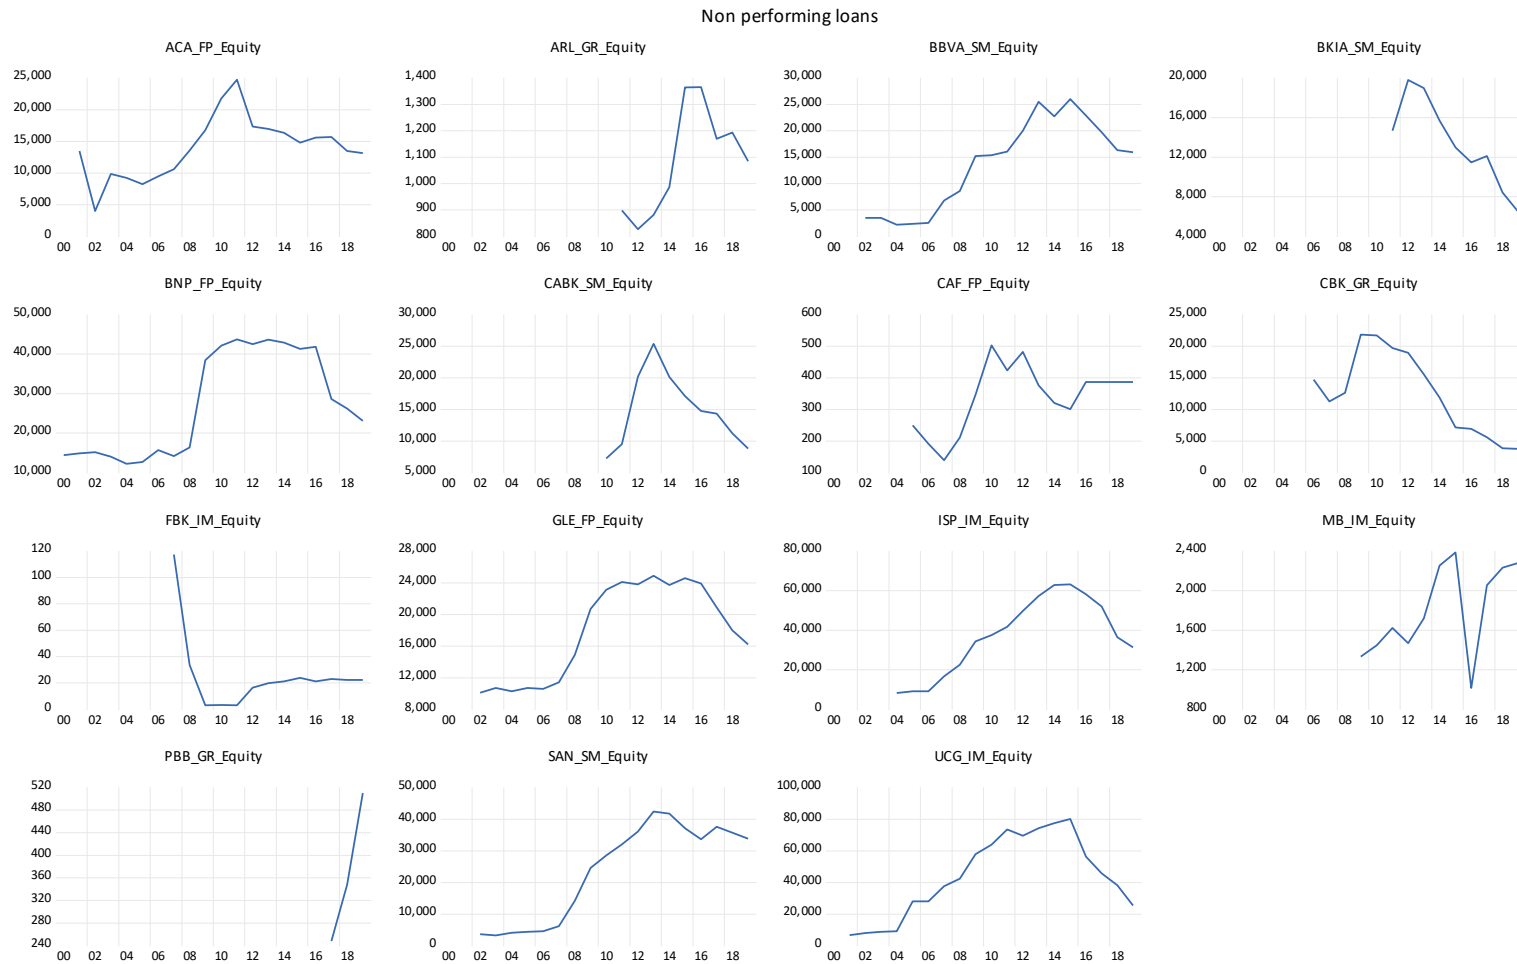 Non performing loans
ACA_FP_Equity
25,000
20,000
15,000
10,000
5,000
0
00 02 04 06 08 10 12 14 16 18
ARL_GR_Equity
1,400
1,300
1,200
1,100
1,000
900
800
00 02 04 06 08 10 12 14 16 18
BBVA_SM_Equity
30,000
25,000
20,000
15,000
10,000
5,000
0
00 02 04 06 08 10 12 14 16 18
BKIA_SM_Equity
20,000
16,000
12,000
8,000
4,000
00 02 04 06 08 10 12 14 16 18
BNP_FP_Equity
50,000
40,000
30,000
20,000
10,000
00 02 04 06 08 10 12 14 16 18
CABK_SM_Equity
30,000
25,000
20,000
15,000
10,000
5,000
00 02 04 06 08 10 12 14 16 18
CAF_FP_Equity
600
500
400
300
200
100
00 02 04 06 08 10 12 14 16 18
CBK_GR_Equity
25,000
20,000
15,000
10,000
5,000
0
00 02 04 06 08 10 12 14 16 18
FBK_IM_Equity
120
100
80
60
40
20
0
00 02 04 06 08 10 12 14 16 18
GLE_FP_Equity
28,000
24,000
20,000
16,000
12,000
8,000
00 02 04 06 08 10 12 14 16 18
ISP_IM_Equity
80,000
60,000
40,000
20,000
0
00 02 04 06 08 10 12 14 16 18
MB_IM_Equity
2,400
2,000
1,600
1,200
800
00 02 04 06 08 10 12 14 16 18
PBB_GR_Equity
520
480
440
400
360
320
280
240
00 02 04 06 08 10 12 14 16 18
SAN_SM_Equity
50,000
40,000
30,000
20,000
10,000
0
00 02 04 06 08 10 12 14 16 18
UCG_IM_Equity
100,000
80,000
60,000
40,000
20,000
0
00 02 04 06 08 10 12 14 16 18